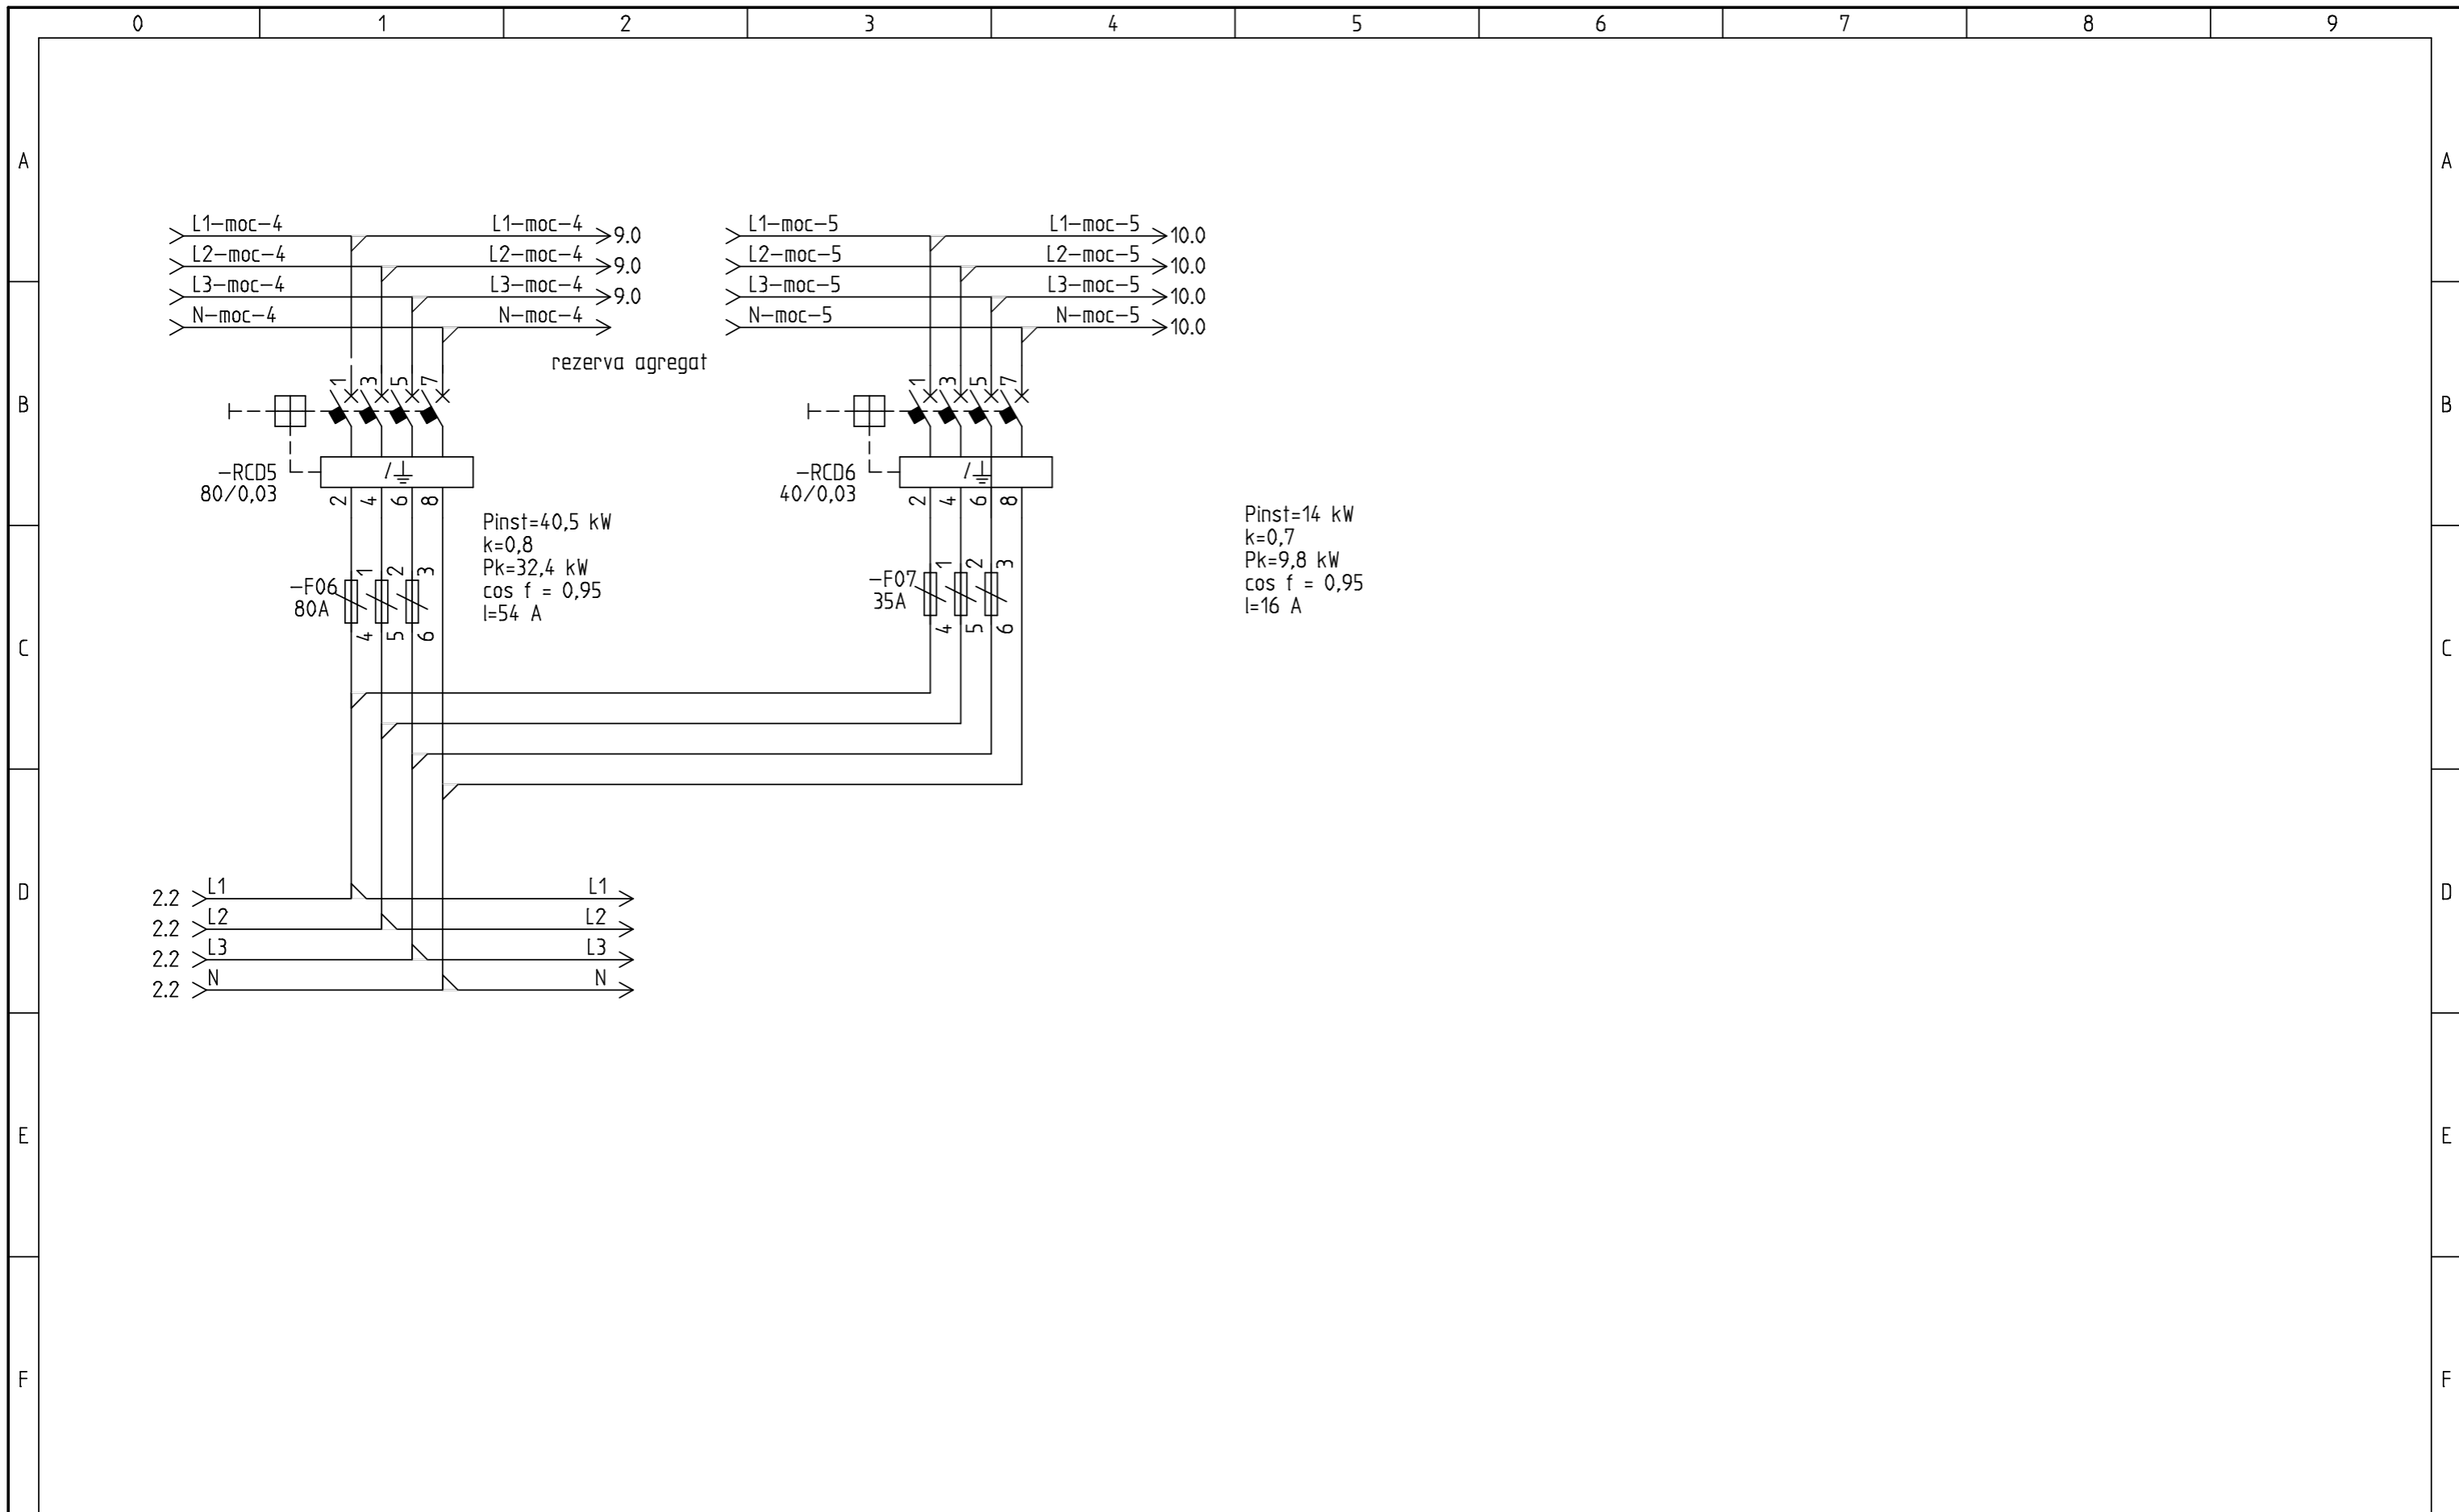 0 1 2 3 4 5 6 7 8 9
A A
L1-moc-4 L1-moc-4 9.0 L1-moc-5 L1-moc-5 10.0
L2-moc-4 L2-moc-4 9.0 L2-moc-5 L2-moc-5 10.0
L3-moc-4 L3-moc-4 9.0 L3-moc-5 L3-moc-5 10.0
N-moc-4 N-moc-4 N-moc-5 N-moc-5 10.0
rezerva agregat
1 3 5 7 1 3 5 7
B B
-RCD5 -RCD6
80/0,03 40/0,03
2 4 6 8 2 4 6 8
Pinst=40,5 kW
k=0,8
Pk=32,4 kW
cos f = 0,95
I=54 A
Pinst=14 kW
k=0,7
Pk=9,8 kW
cos f = 0,95
I=16 A
1 2 3 1 2 3
-F06 -F07
80A 35A
4 5 6 4 5 6
C C
D D
2.2 L1 L1
2.2 L2 L2
2.2 L3 L3
2.2 N N
E E
F F